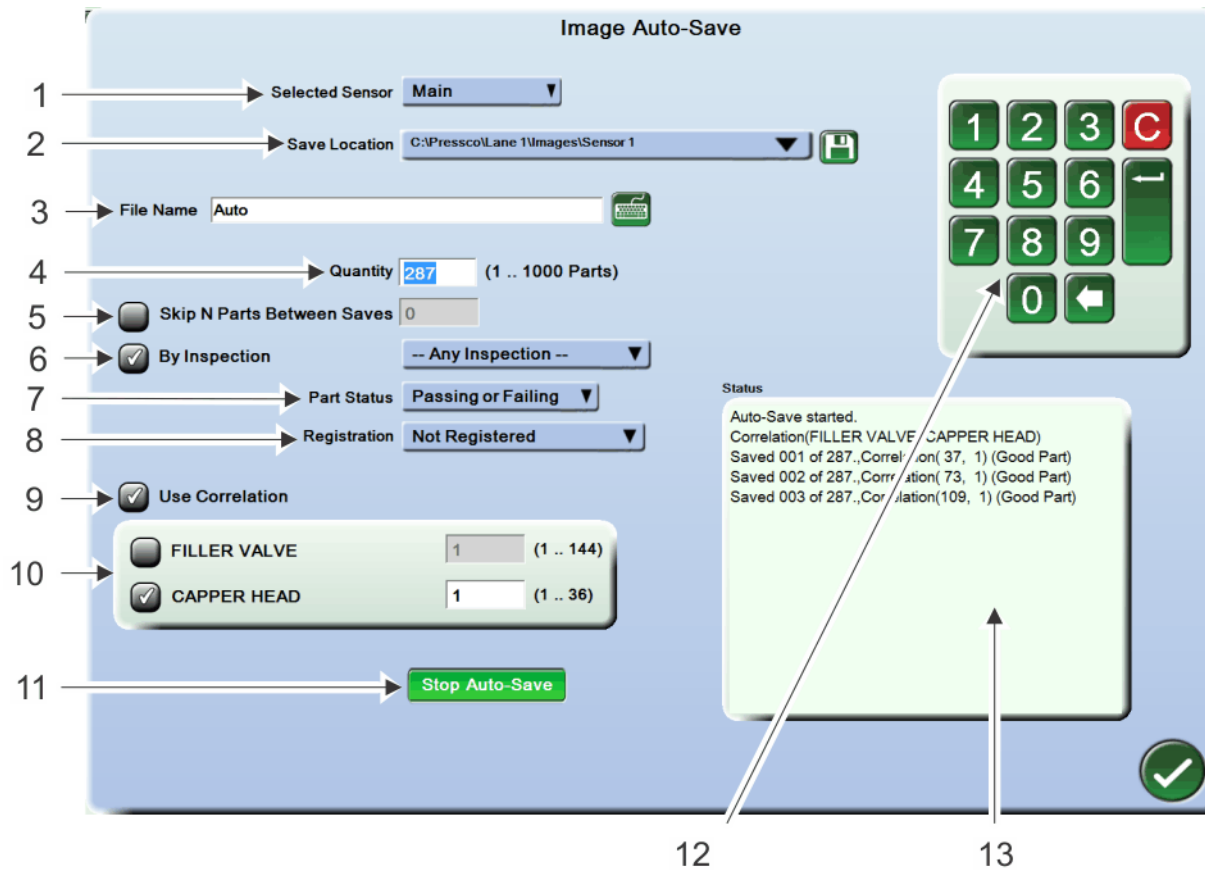 Image Auto-Save
1 Selected Sensor Main
2 Save Location C:\Pressco\Lane 1\Images\Sensor 1
3 File Name Auto
4 Quantity 287 (1 .. 1000 Parts)
5 Skip N Parts Between Saves 0
6 By Inspection -- Any Inspection --
7 Part Status Passing or Failing
8 Registration Not Registered
9 Use Correlation
10
FILLER VALVE 1 (1 .. 144)
CAPPER HEAD 1 (1 .. 36)
11 Stop Auto-Save
1 2 3 C
4 5 6
7 8 9
0
Status
Auto-Save started.
Correlation(FILLER VALVE, CAPPER HEAD)
Saved 001 of 287.,Correlation( 37, 1) (Good Part)
Saved 002 of 287.,Correlation( 73, 1) (Good Part)
Saved 003 of 287.,Correlation(109, 1) (Good Part)
12 13